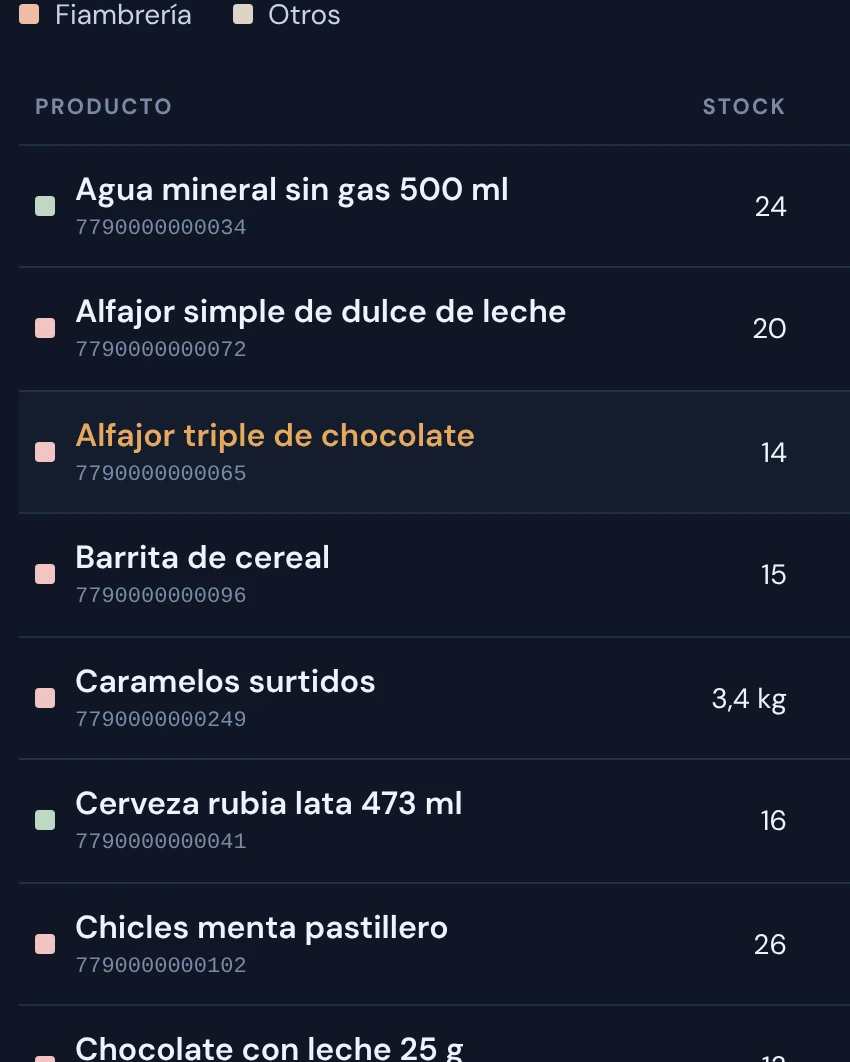 Fiambrería Otros
PRODUCTO STOCK
Agua mineral sin gas 500 ml
7790000000034
24
Alfajor simple de dulce de leche
7790000000072
20
Alfajor triple de chocolate
7790000000065
14
Barrita de cereal
7790000000096
15
Caramelos surtidos
7790000000249
3,4 kg
Cerveza rubia lata 473 ml
7790000000041
16
Chicles menta pastillero
7790000000102
26
Chocolate con leche 25 g